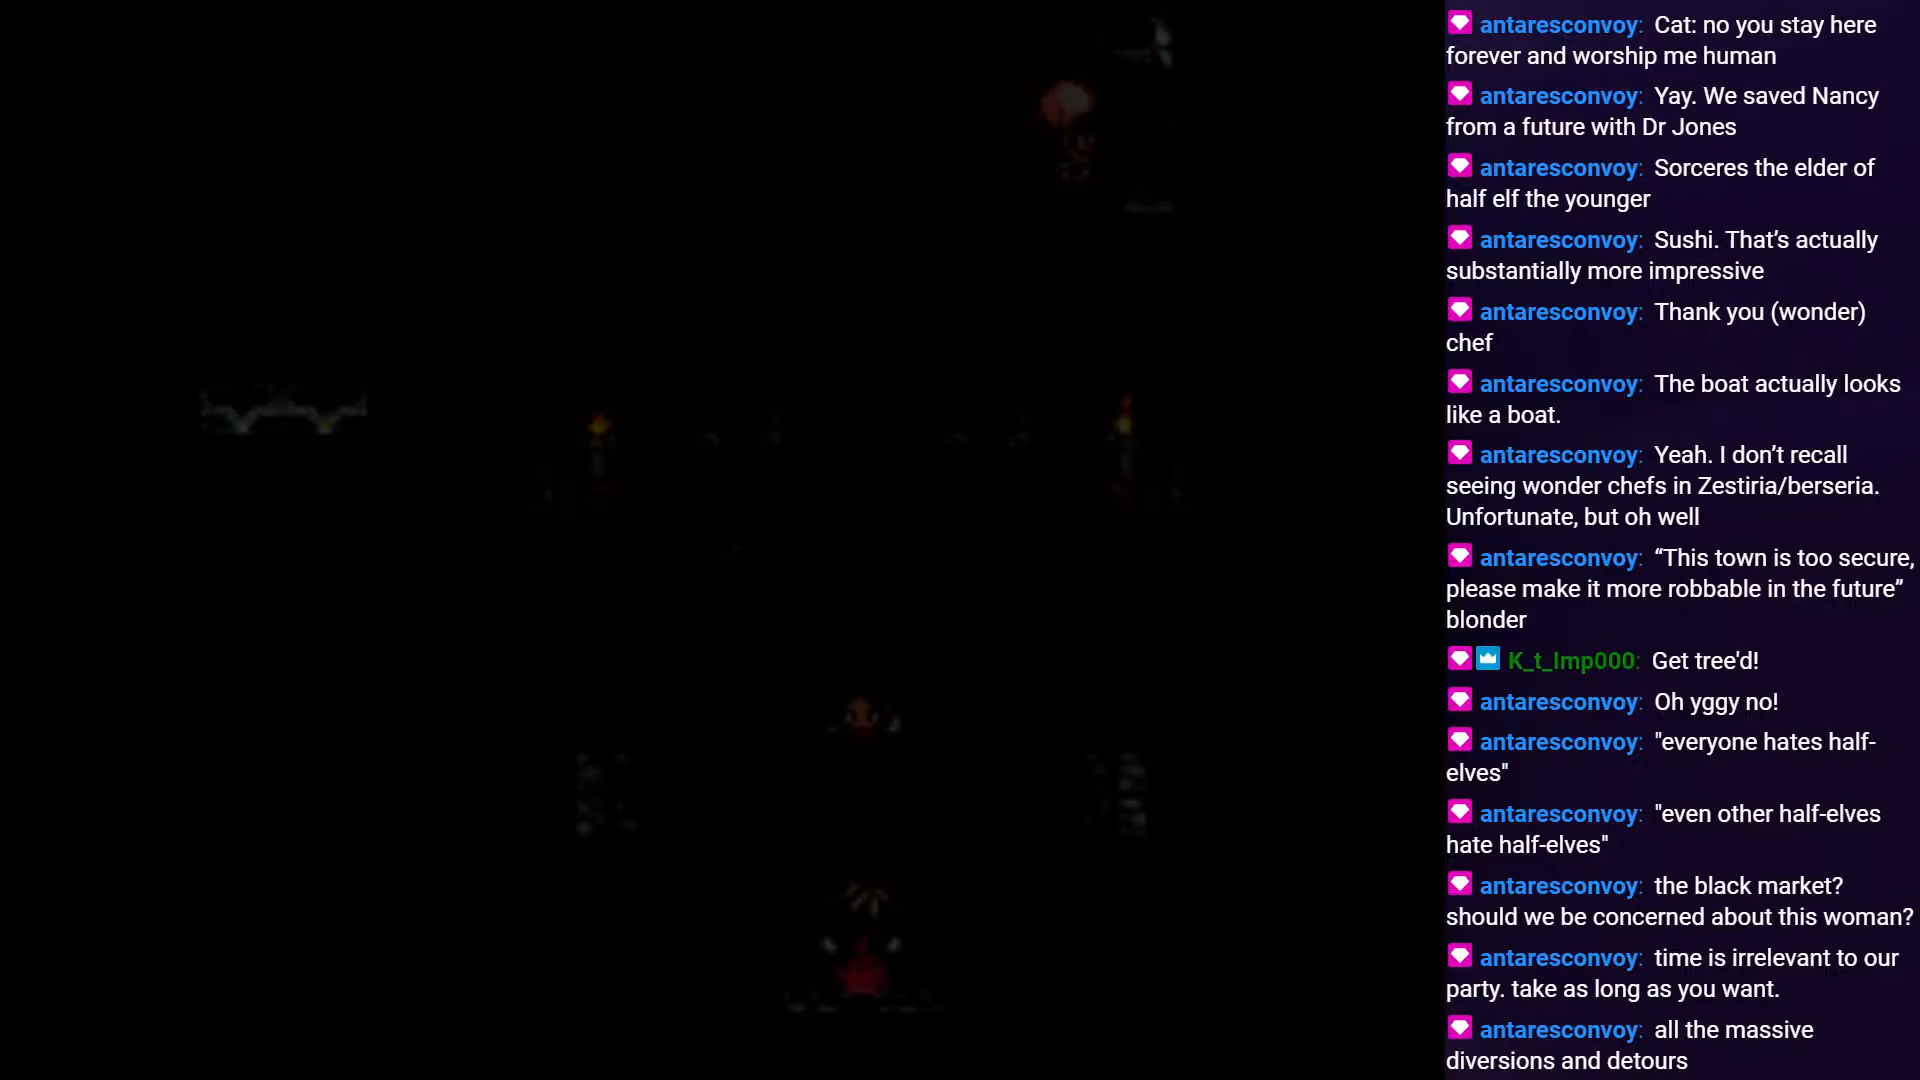 antaresconvoy: Cat: no you stay here
forever and worship me human
antaresconvoy: Yay. We saved Nancy
from a future with Dr Jones
antaresconvoy: Sorceres the elder of
half elf the younger
antaresconvoy: Sushi. That’s actually
substantially more impressive
antaresconvoy: Thank you (wonder)
chef
antaresconvoy: The boat actually looks
like a boat.
antaresconvoy: Yeah. I don’t recall
seeing wonder chefs in Zestiria/berseria.
Unfortunate, but oh well
antaresconvoy: “This town is too secure,
please make it more robbable in the future”
blonder
K_t_Imp000: Get tree'd!
antaresconvoy: Oh yggy no!
antaresconvoy: "everyone hates half-
elves"
antaresconvoy: "even other half-elves
hate half-elves"
antaresconvoy: the black market?
should we be concerned about this woman?
antaresconvoy: time is irrelevant to our
party. take as long as you want.
antaresconvoy: all the massive
diversions and detours